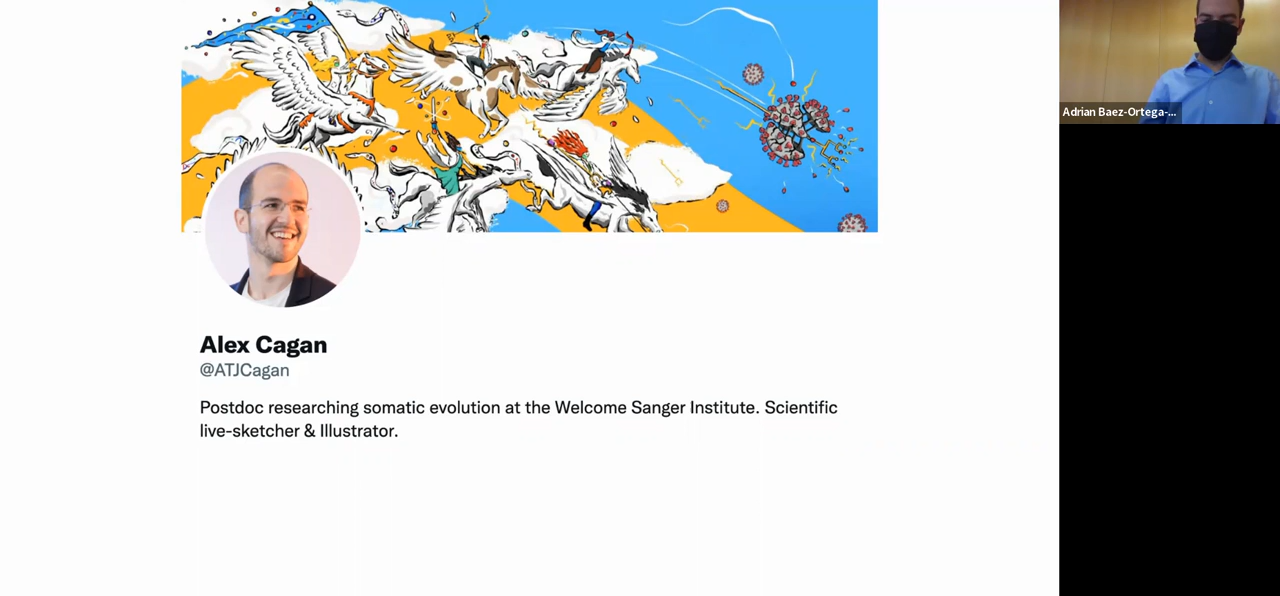 Adrian Baez-Ortega-...
Alex Cagan
@ATJCagan
Postdoc researching somatic evolution at the Welcome Sanger Institute. Scientific
live-sketcher & Illustrator.